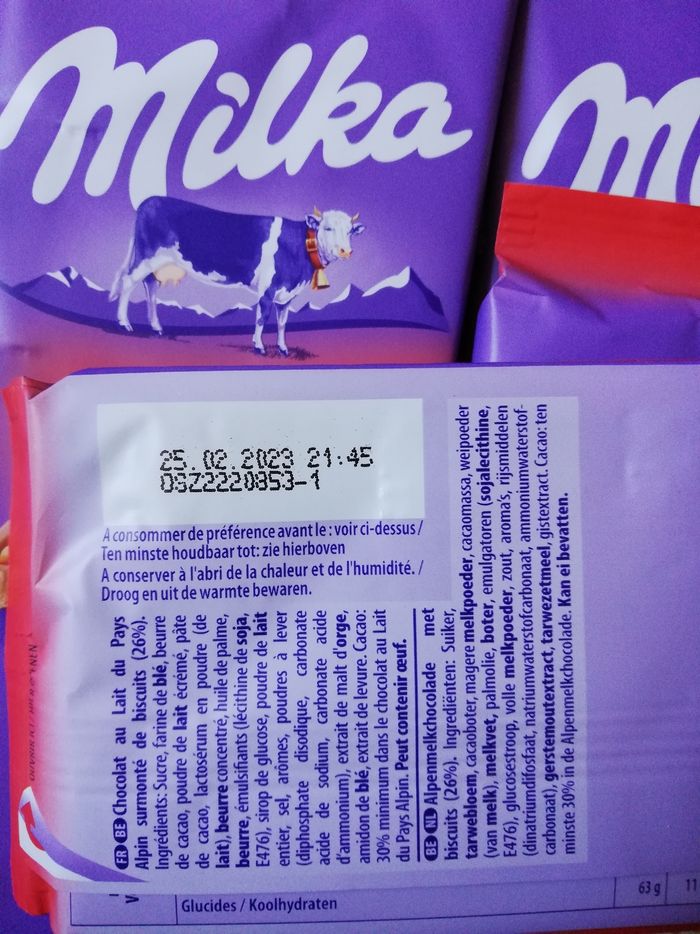 Milka
25.02.2023 21:45
OSZ2220853-1
A consommer de préférence avant le : voir ci-dessus /
Ten minste houdbaar tot: zie hierboven
A conserver à l'abri de la chaleur et de l'humidité. /
Droog en uit de warmte bewaren.
FR BE Chocolat au Lait du Pays
Alpin surmonté de biscuits (26%).
Ingrédients: Sucre, farine de blé, beurre
de cacao, poudre de lait écrémé, pâte
de cacao, lactosérum en poudre (de
lait), beurre concentré, huile de palme,
beurre, émulsifiants (lécithine de soja,
E476), sirop de glucose, poudre de lait
entier, sel, arômes, poudres à lever
(diphosphate disodique, carbonate
acide de sodium, carbonate acide
d'ammonium), extrait de malt d'orge,
amidon de blé, extrait de levure. Cacao:
30% minimum dans le chocolat au Lait
du Pays Alpin. Peut contenir œuf.
BE NL Alpenmelkchocolade met
biscuits (26%). Ingrediënten: Suiker,
tarwebloem, cacaoboter, magere melkpoeder, cacaomassa, weipoeder
(van melk), melkvet, palmolie, boter, emulgatoren (sojalecithine,
E476), glucosestroop, volle melkpoeder, zout, aroma's, rijsmiddelen
(dinatriumdifosfaat, natriumwaterstofcarbonaat, ammoniumwaterstof-
carbonaat), gerstemoutextract, tarwezetmeel, gistextract. Cacao: ten
minste 30% in de Alpenmelkchocolade. Kan ei bevatten.
Glucides / Koolhydraten
63 g
11